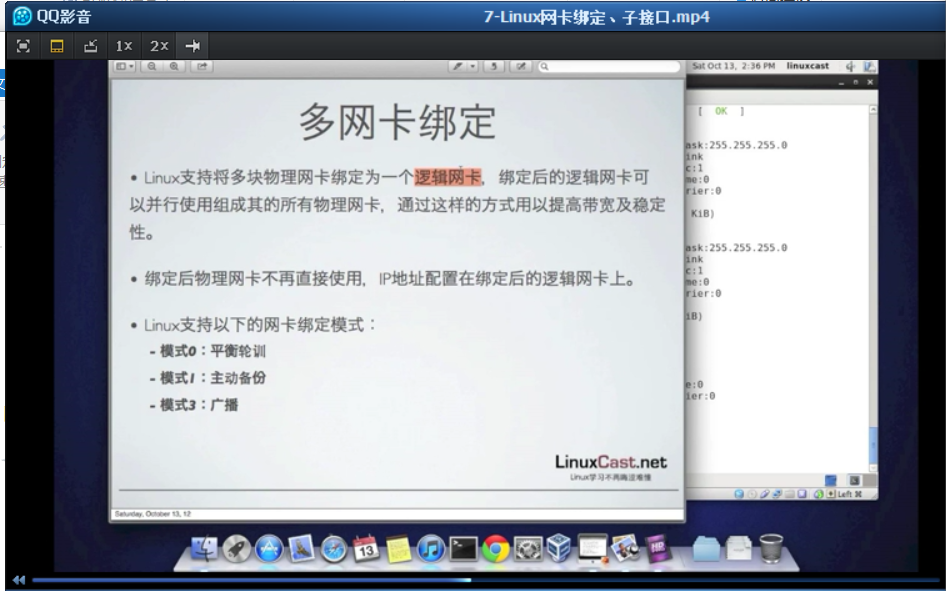 QQ影音
7-Linux网卡绑定、子接口.mp4
1x 2x
Sat Oct 13, 2:36 PM linuxcast
多网卡绑定
• Linux支持将多块物理网卡绑定为一个逻辑网卡，绑定后的逻辑网卡可
以并行使用组成其的所有物理网卡，通过这样的方式用以提高带宽及稳定
性。
• 绑定后物理网卡不再直接使用，IP地址配置在绑定后的逻辑网卡上。
• Linux支持以下的网卡绑定模式：
- 模式0：平衡轮训
- 模式1：主动备份
- 模式3：广播
LinuxCast.net
Linux学习不再晦涩难懂
Saturday, October 13, 12
[ OK ]
ask:255.255.255.0
ink
c:1
me:0
rier:0
KiB)
ask:255.255.255.0
ink
c:1
me:0
rier:0
iB)
e:0
ier:0
Left ⌘
13